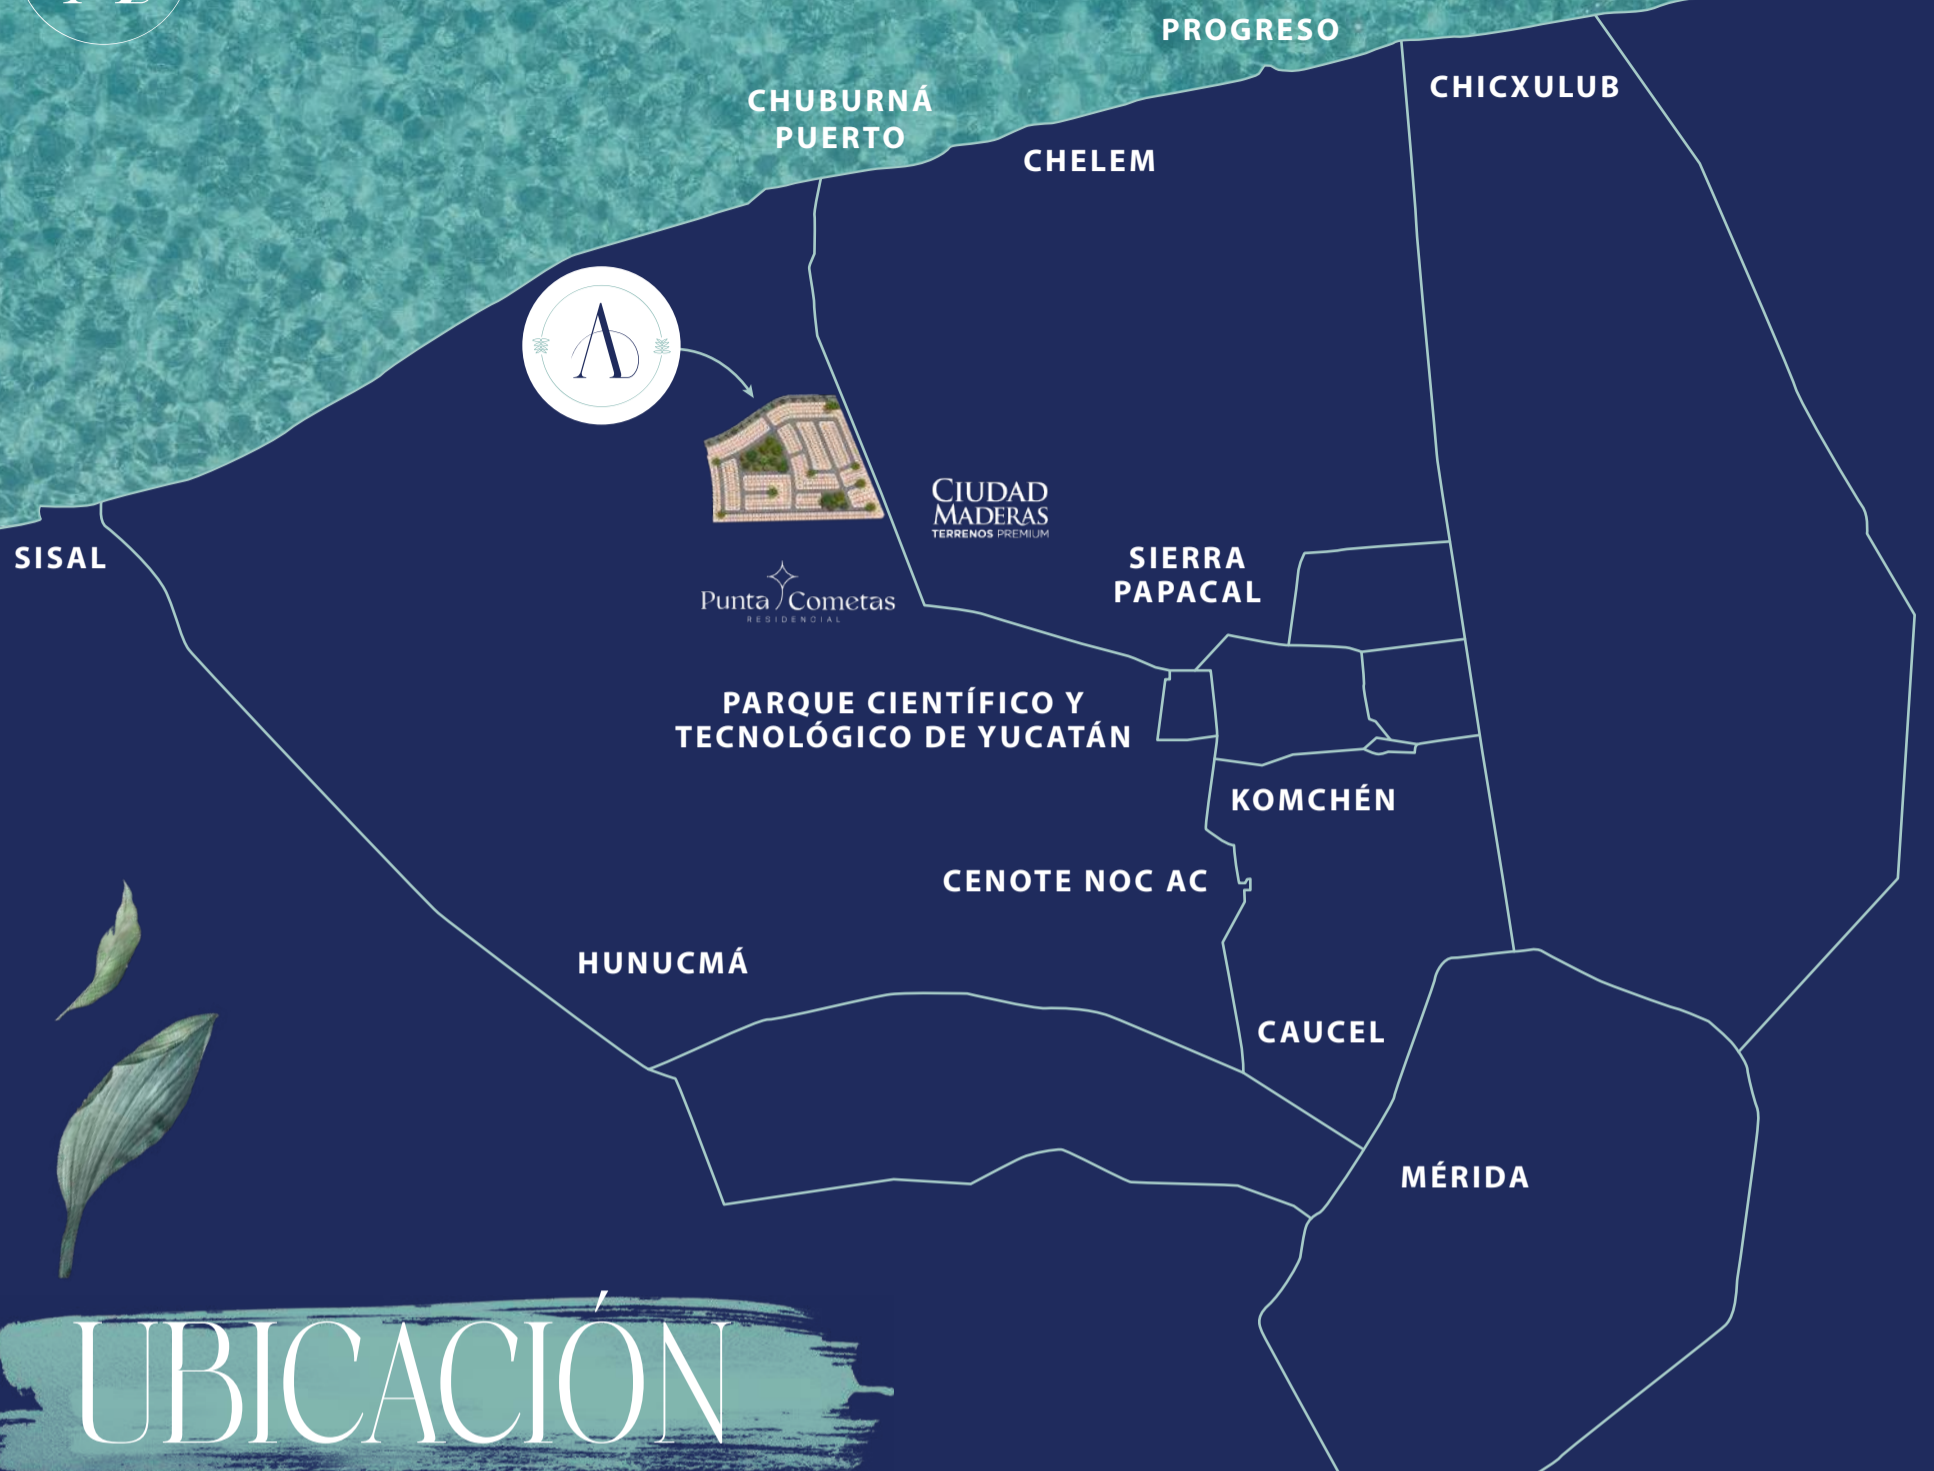 PROGRESO
CHICXULUB
CHUBURNÁ
PUERTO
CHELEM
CIUDAD
MADERAS
TERRENOS PREMIUM
SISAL
SIERRA
PAPACAL
Punta Cometas
RESIDENCIAL
PARQUE CIENTÍFICO Y
TECNOLÓGICO DE YUCATÁN
KOMCHÉN
CENOTE NOC AC
HUNUCMÁ
CAUCEL
MÉRIDA
UBICACIÓN